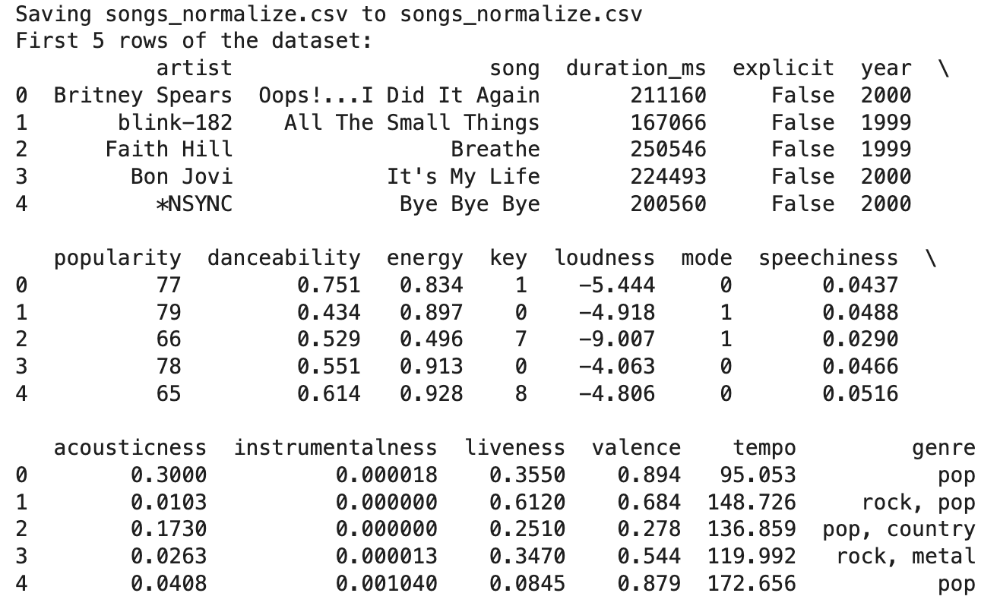 Saving songs_normalize.csv to songs_normalize.csv
First 5 rows of the dataset:
artist song duration_ms explicit year \
0 Britney Spears Oops!...I Did It Again 211160 False 2000
1 blink-182 All The Small Things 167066 False 1999
2 Faith Hill Breathe 250546 False 1999
3 Bon Jovi It's My Life 224493 False 2000
4 *NSYNC Bye Bye Bye 200560 False 2000
popularity danceability energy key loudness mode speechiness \
0 77 0.751 0.834 1 -5.444 0 0.0437
1 79 0.434 0.897 0 -4.918 1 0.0488
2 66 0.529 0.496 7 -9.007 1 0.0290
3 78 0.551 0.913 0 -4.063 0 0.0466
4 65 0.614 0.928 8 -4.806 0 0.0516
acousticness instrumentalness liveness valence tempo genre
0 0.3000 0.000018 0.3550 0.894 95.053 pop
1 0.0103 0.000000 0.6120 0.684 148.726 rock, pop
2 0.1730 0.000000 0.2510 0.278 136.859 pop, country
3 0.0263 0.000013 0.3470 0.544 119.992 rock, metal
4 0.0408 0.001040 0.0845 0.879 172.656 pop